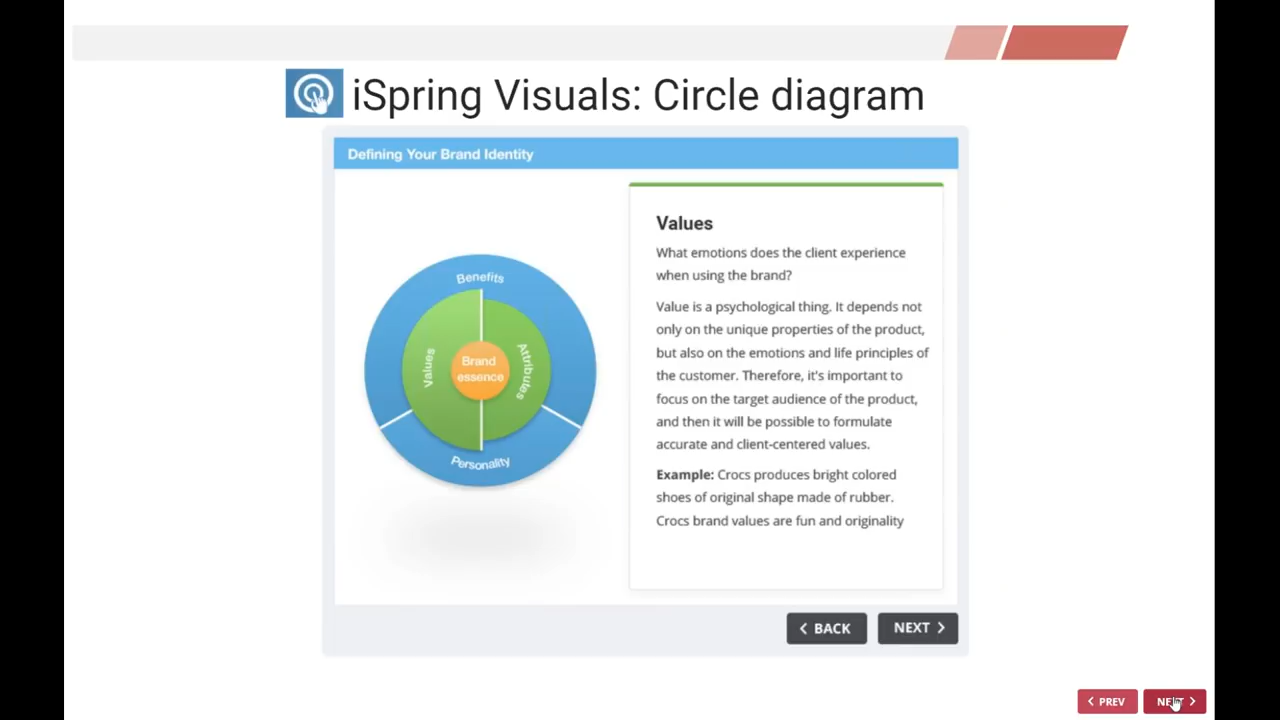 iSpring Visuals: Circle diagram
Defining Your Brand Identity
Benefits
Values
Attributes
Brand
essence
Personality
Values
What emotions does the client experience
when using the brand?
Value is a psychological thing. It depends not
only on the unique properties of the product,
but also on the emotions and life principles of
the customer. Therefore, it's important to
focus on the target audience of the product,
and then it will be possible to formulate
accurate and client-centered values.
Example: Crocs produces bright colored
shoes of original shape made of rubber.
Crocs brand values are fun and originality
BACK
NEXT
PREV
NEXT